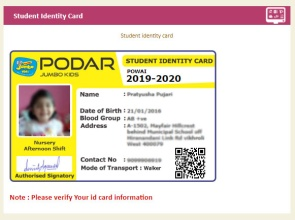 Student Identity Card
Student identity card
PODAR
JUMBO KIDS
STUDENT IDENTITY CARD
POWAI
2019-2020
Name : Pratyusha Pujari
Date of Birth : 21/01/2016
Blood Group : AB +ve
Address : A-1502, Mayfair Hillcrest
behind Municipal School off
Hiranandani Link Rd vikhroli
West 400079
Nursery
Afternoon Shift
Contact No :
Mode of Transport : Waker
Authorised Signatory
Note : Please verify Your id card information